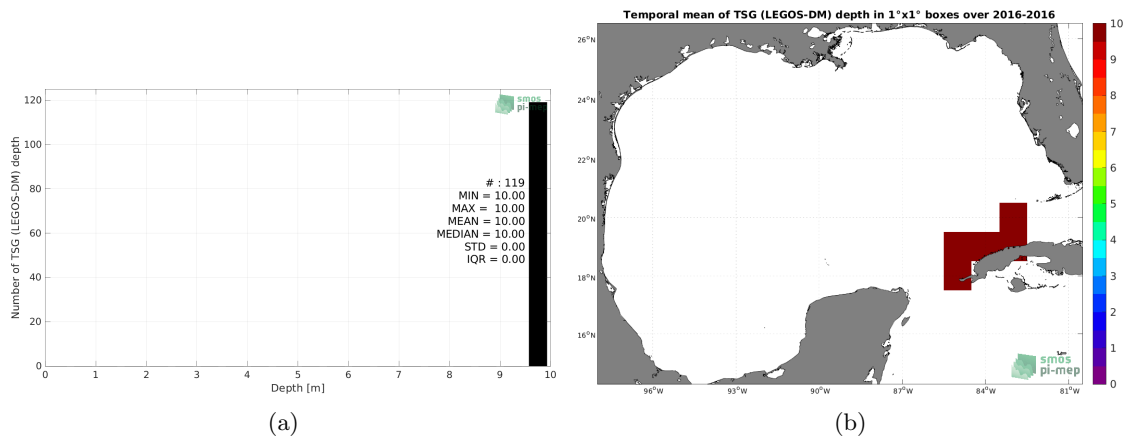 120
100
80
60
40
20
0
Number of TSG (LEGOS-DM) depth
smos
pi-mep
# : 119
MIN = 10.00
MAX = 10.00
MEAN = 10.00
MEDIAN = 10.00
STD = 0.00
IQR = 0.00
0 1 2 3 4 5 6 7 8 9 10
Depth [m]
(a)
Temporal mean of TSG (LEGOS-DM) depth in 1°x1° boxes over 2016-2016
26°N
24°N
22°N
20°N
18°N
16°N
96°W 93°W 90°W 87°W 84°W 81°W
smos
pi-mep
10
9
8
7
6
5
4
3
2
1
0
(b)